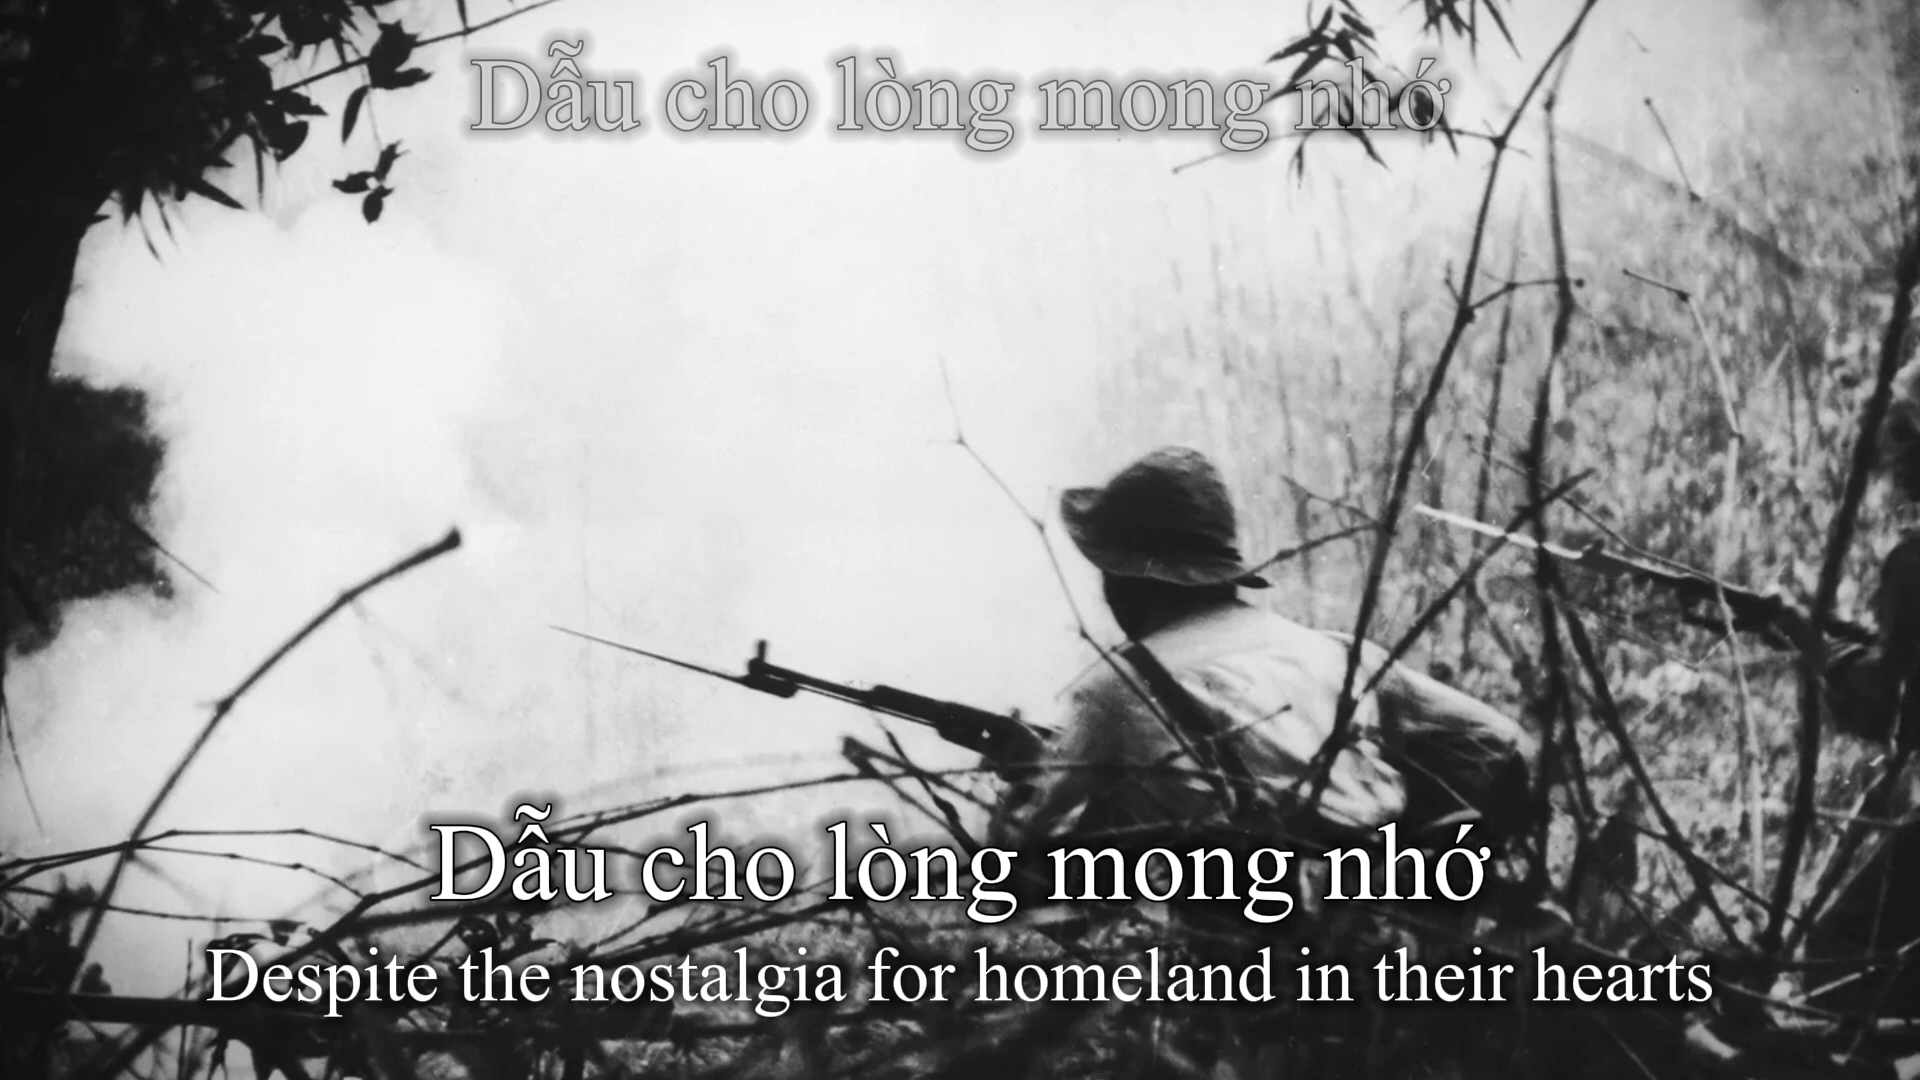 Dẫu cho lòng mong nhớ
Dẫu cho lòng mong nhớ
Despite the nostalgia for homeland in their hearts